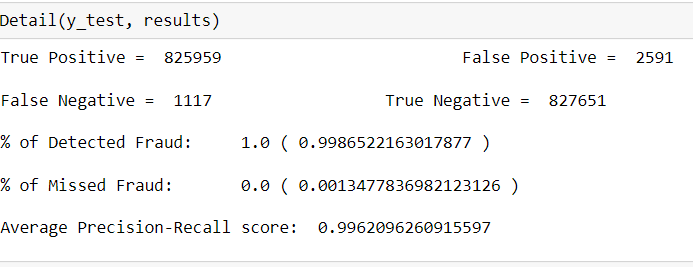 Detail(y_test, results)
True Positive = 825959 False Positive = 2591
False Negative = 1117 True Negative = 827651
% of Detected Fraud: 1.0 ( 0.9986522163017877 )
% of Missed Fraud: 0.0 ( 0.0013477836982123126 )
Average Precision-Recall score: 0.9962096260915597